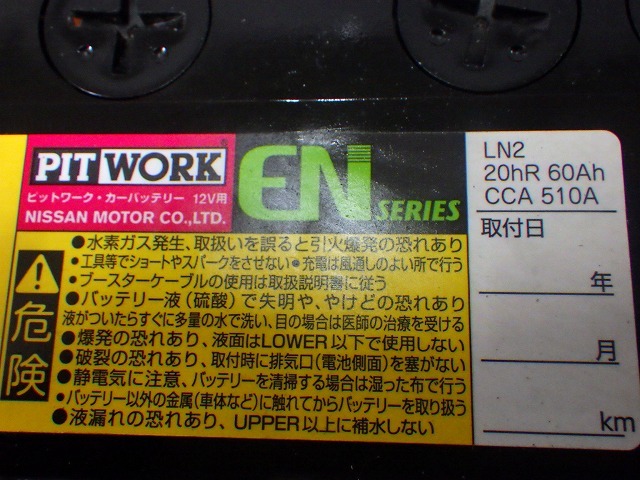 PITWORK
ピットワーク・カーバッテリー 12V用
NISSAN MOTOR CO.,LTD.
EN SERIES
LN2
20hR 60Ah
CCA 510A
取付日
年
月
km
危険
●水素ガス発生、取扱いを誤ると引火爆発の恐れあり
●工具等でショートやスパークをさせない●充電は風通しのよい所で行う
●ブースターケーブルの使用は取扱説明書に従う
●バッテリー液（硫酸）で失明や、やけどの恐れあり
液がついたらすぐに多量の水で洗い、目の場合は医師の治療を受ける
●爆発の恐れあり、液面はLOWER以下で使用しない
●破裂の恐れあり、取付時に排気口（電池側面）を塞がない
●静電気に注意、バッテリーを清掃する場合は湿った布で行う
●バッテリー以外の金属（車体など）に触れてからバッテリーを取り扱う
●液漏れの恐れあり、UPPER以上に補水しない